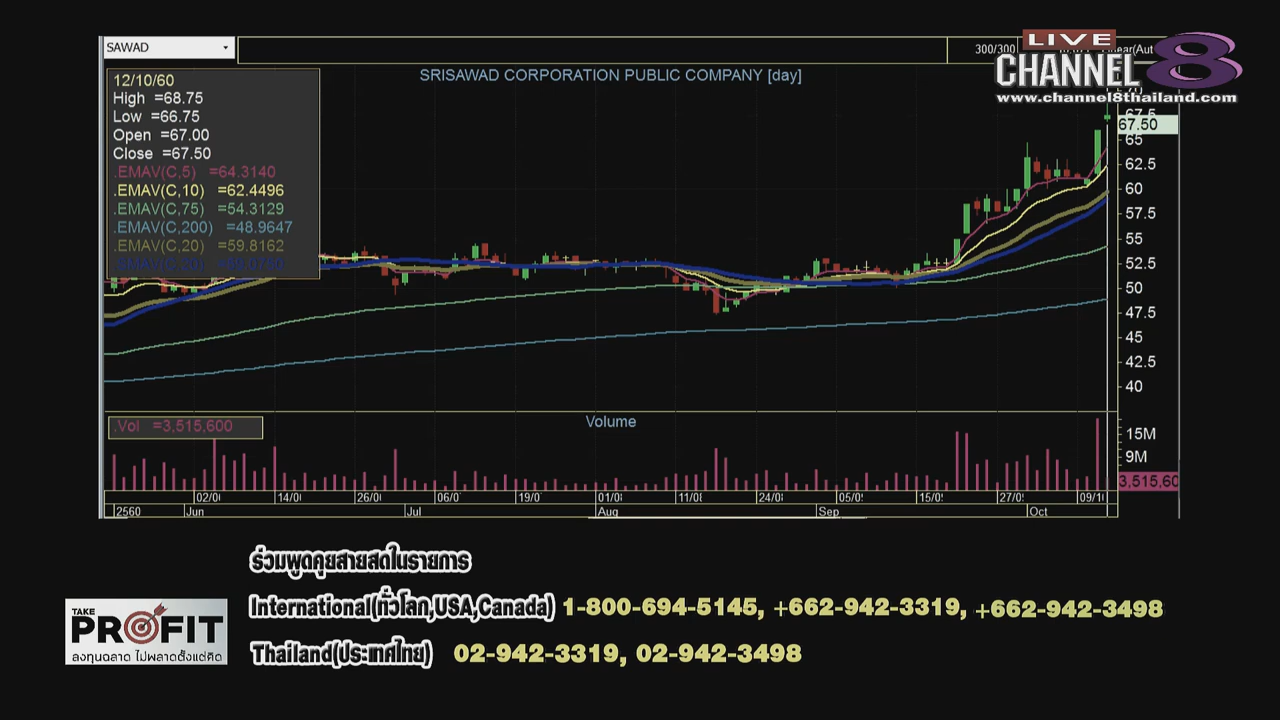 SAWAD
300/300
LIVE
CHANNEL 8
www.channel8thailand.com
SRISAWAD CORPORATION PUBLIC COMPANY [day]
12/10/60
High =68.75
Low =66.75
Open =67.00
Close =67.50
.EMAV(C,5) =64.3140
.EMAV(C,10) =62.4496
.EMAV(C,75) =54.3129
.EMAV(C,200) =48.9647
.EMAV(C,20) =59.8162
67.5
67.50
65
62.5
60
57.5
55
52.5
50
47.5
45
42.5
40
.Vol =3,515,600
Volume
15M
9M
3,515,60
02/0 14/0 26/0 06/0 19/0 01/0 11/0 24/0 05/0 15/0 27/0 09/1
2560 Jun Jul Aug Sep Oct
ร่วมพูดคุยสายสดในรายการ
International(ทั่วโลก,USA,Canada) 1-800-694-5145, +662-942-3319, +662-942-3498
Thailand(ประเทศไทย) 02-942-3319, 02-942-3498
TAKE
PROFIT
ลงทุนฉลาด ไม่พลาดตั้งแต่คิด